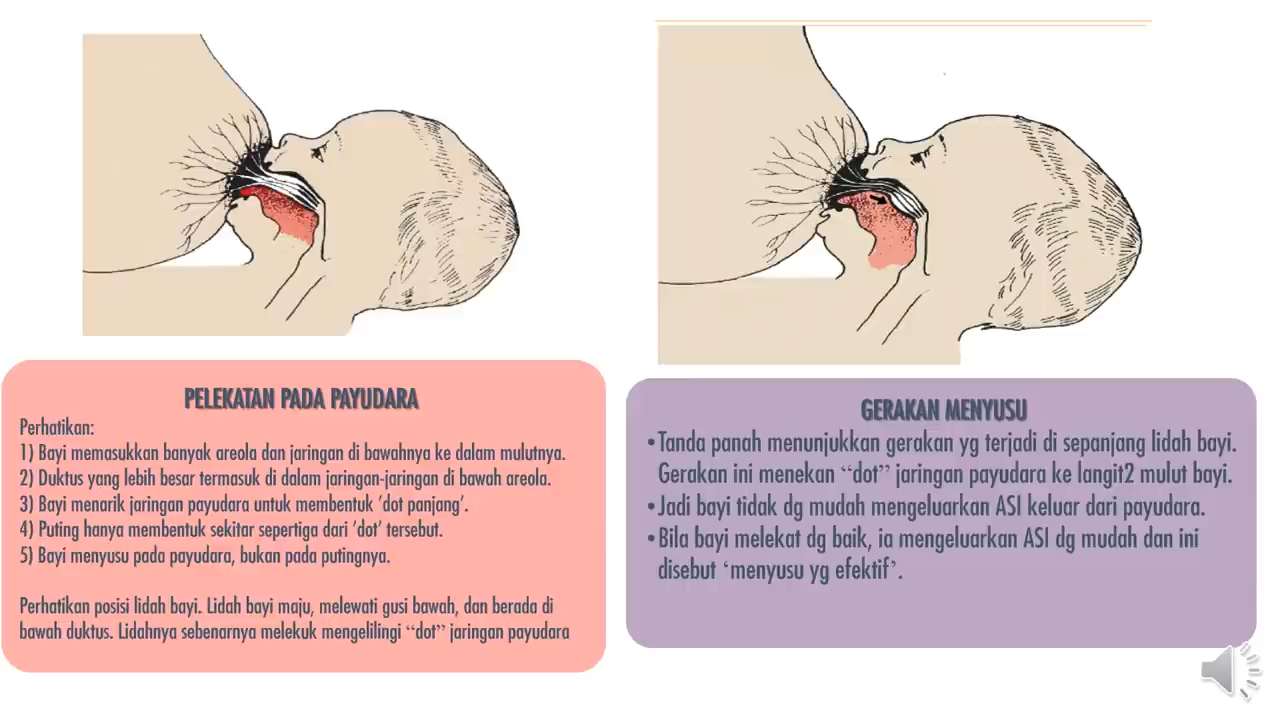 PELEKATAN PADA PAYUDARA
Perhatikan:
1) Bayi memasukkan banyak areola dan jaringan di bawahnya ke dalam mulutnya.
2) Duktus yang lebih besar termasuk di dalam jaringan-jaringan di bawah areola.
3) Bayi menarik jaringan payudara untuk membentuk ‘dot panjang’.
4) Puting hanya membentuk sekitar sepertiga dari ‘dot’ tersebut.
5) Bayi menyusu pada payudara, bukan pada putingnya.
Perhatikan posisi lidah bayi. Lidah bayi maju, melewati gusi bawah, dan berada di
bawah duktus. Lidahnya sebenarnya melekuk mengelilingi “dot” jaringan payudara
GERAKAN MENYUSU
•Tanda panah menunjukkan gerakan yg terjadi di sepanjang lidah bayi.
Gerakan ini menekan “dot” jaringan payudara ke langit2 mulut bayi.
•Jadi bayi tidak dg mudah mengeluarkan ASI keluar dari payudara.
•Bila bayi melekat dg baik, ia mengeluarkan ASI dg mudah dan ini
disebut ‘menyusu yg efektif’.